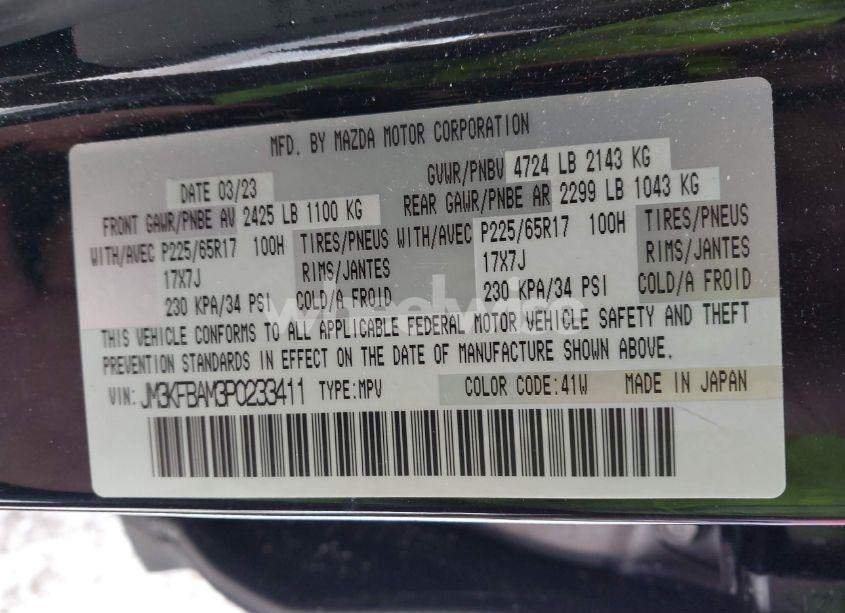 MFD. BY MAZDA MOTOR CORPORATION
DATE 03/23 GVWR/PNBV 4724 LB 2143 KG
FRONT GAWR/PNBE AV 2425 LB 1100 KG REAR GAWR/PNBE AR 2299 LB 1043 KG
WITH/AVEC P225/65R17 100H TIRES/PNEUS WITH/AVEC P225/65R17 100H TIRES/PNEUS
17X7J RIMS/JANTES 17X7J RIMS/JANTES
230 KPA/34 PSI COLD/A FROID 230 KPA/34 PSI COLD/A FROID
THIS VEHICLE CONFORMS TO ALL APPLICABLE FEDERAL MOTOR VEHICLE SAFETY AND THEFT
PREVENTION STANDARDS IN EFFECT ON THE DATE OF MANUFACTURE SHOWN ABOVE.
VIN: JM3KFBAM3P0233411 TYPE:MPV COLOR CODE:41W MADE IN JAPAN